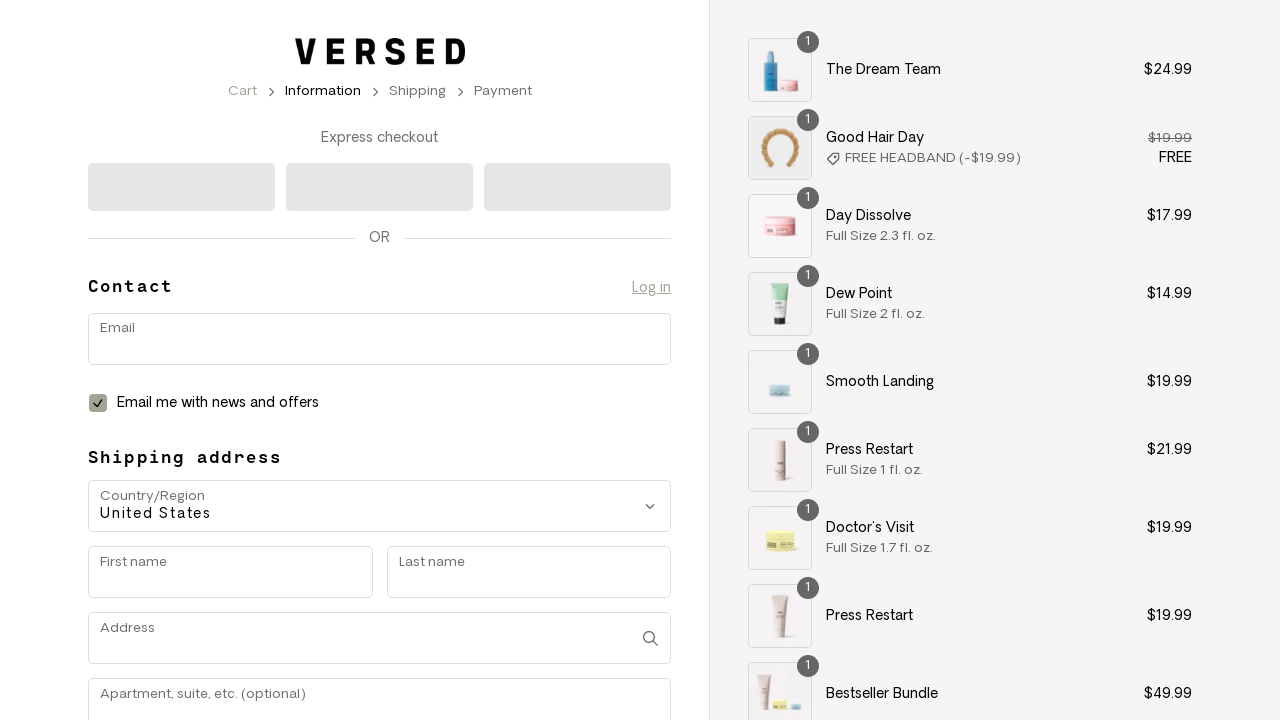 VERSED
Cart > Information > Shipping > Payment
Express checkout
OR
Contact
Log in
Email
Email me with news and offers
Shipping address
Country/Region
United States
First name
Last name
Address
Apartment, suite, etc. (optional)
1
The Dream Team
$24.99
1
Good Hair Day
$19.99
FREE HEADBAND (-$19.99)
FREE
1
Day Dissolve
$17.99
Full Size 2.3 fl. oz.
1
Dew Point
$14.99
Full Size 2 fl. oz.
1
Smooth Landing
$19.99
1
Press Restart
$21.99
Full Size 1 fl. oz.
1
Doctor's Visit
$19.99
Full Size 1.7 fl. oz.
1
Press Restart
$19.99
1
Bestseller Bundle
$49.99